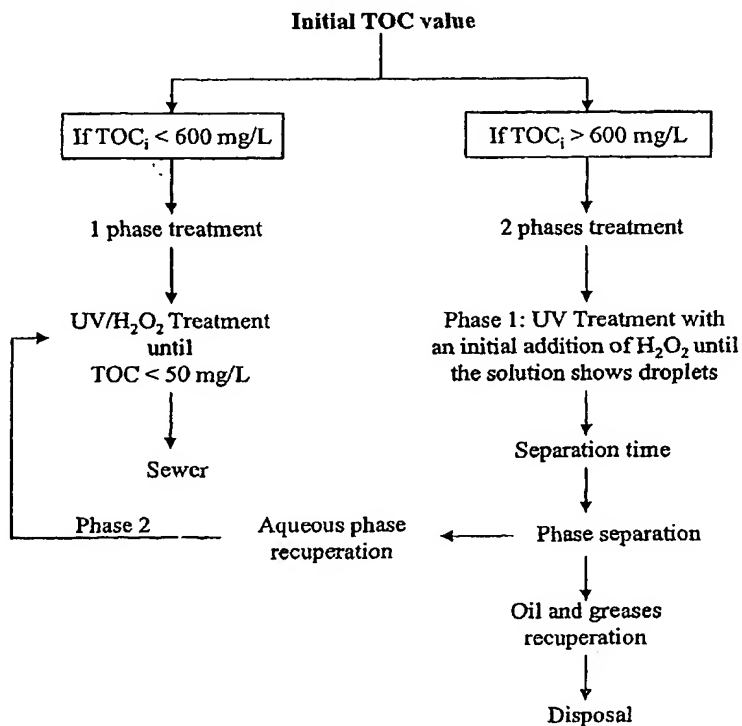 Initial TOC value
If TOCᵢ < 600 mg/L
If TOCᵢ > 600 mg/L
1 phase treatment
2 phases treatment
UV/H₂O₂ Treatment
until
TOC < 50 mg/L
Phase 1: UV Treatment with
an initial addition of H₂O₂ until
the solution shows droplets
Sewer
Separation time
Phase 2
Aqueous phase
recuperation
Phase separation
Oil and greases
recuperation
Disposal